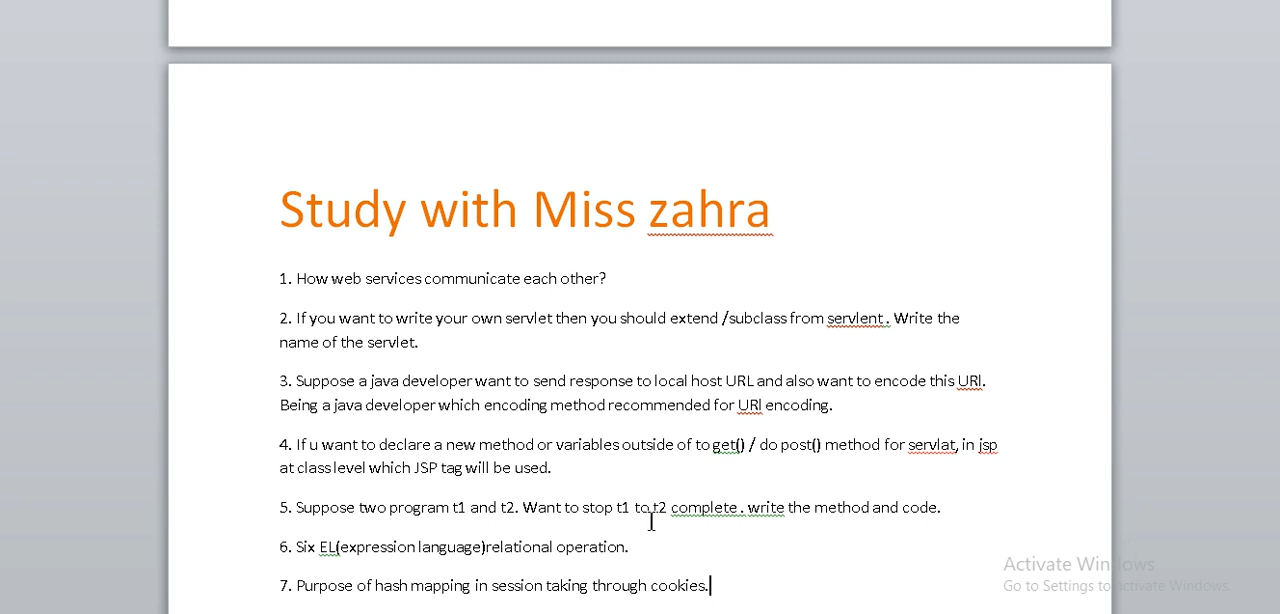 Study with Miss zahra
1. How web services communicate each other?
2. If you want to write your own servlet then you should extend /subclass from servlent . Write the
name of the servlet.
3. Suppose a java developer want to send response to local host URL and also want to encode this URl.
Being a java developer which encoding method recommended for URl encoding.
4. If u want to declare a new method or variables outside of to get() / do post() method for servlat, in jsp
at class level which JSP tag will be used.
5. Suppose two program t1 and t2. Want to stop t1 to t2 complete . write the method and code.
6. Six EL(expression language)relational operation.
7. Purpose of hash mapping in session taking through cookies.
Activate Windows
Go to Settings to activate Windows.